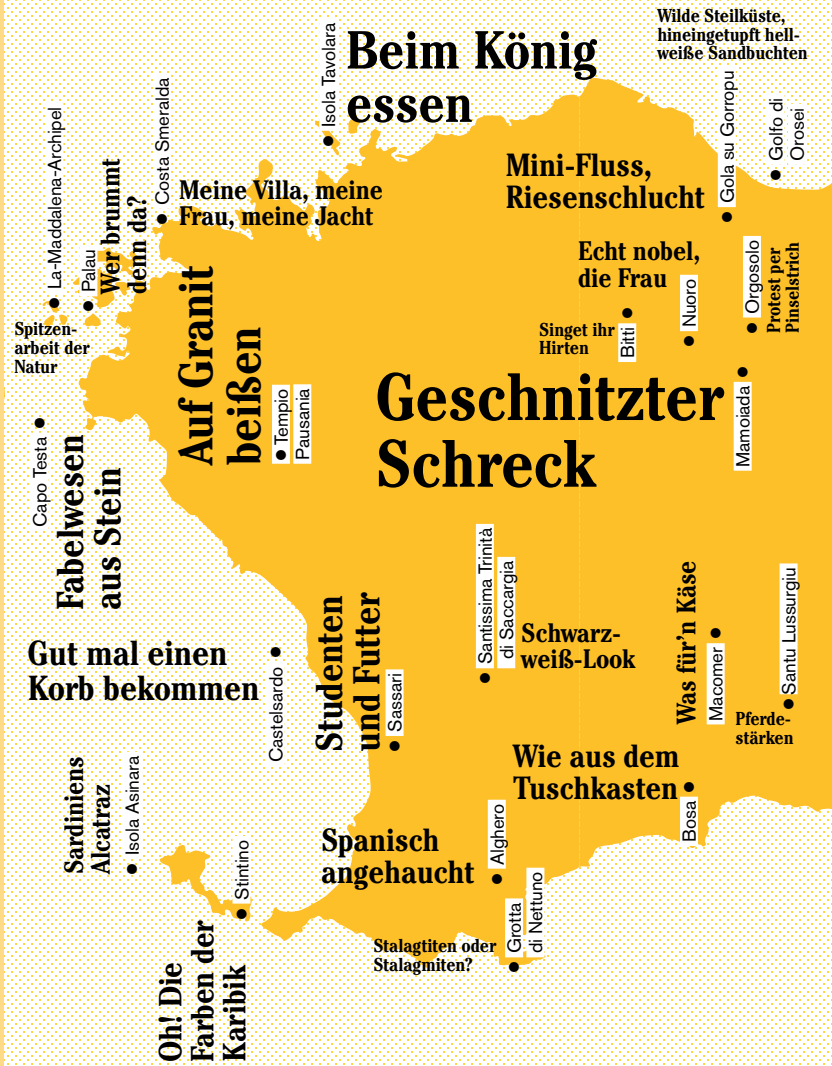 Wilde Steilküste,
hineingetupft hell-
weiße Sandbuchten
Beim König
essen
Isola Tavolara
Golfo di
Orosei
Gola su Gorropu
Mini-Fluss,
Riesenschlucht
La-Maddalena-Archipel
Palau
Wer brummt
denn da?
Costa Smeralda
Meine Villa, meine
Frau, meine Jacht
Echt nobel,
die Frau
Nuoro
Orgosolo
Protest per
Pinselstrich
Spitzen-
arbeit der
Natur
Singet ihr
Hirten
Bitti
Auf Granit
beißen
Tempio
Pausania
Geschnitzter
Schreck
Mamoiada
Capo Testa
Fabelwesen
aus Stein
Santissima Trinità
di Saccargia
Schwarz-
weiß-Look
Was für’n Käse
Macomer
Santu Lussurgiu
Pferde-
stärken
Gut mal einen
Korb bekommen
Castelsardo
Studenten
und Futter
Sassari
Wie aus dem
Tuschkasten
Bosa
Sardiniens
Alcatraz
Isola Asinara
Spanisch
angehaucht
Alghero
Stintino
Oh! Die
Farben der
Karibik
Stalagtiten oder
Stalagmiten?
Grotta
di Nettuno